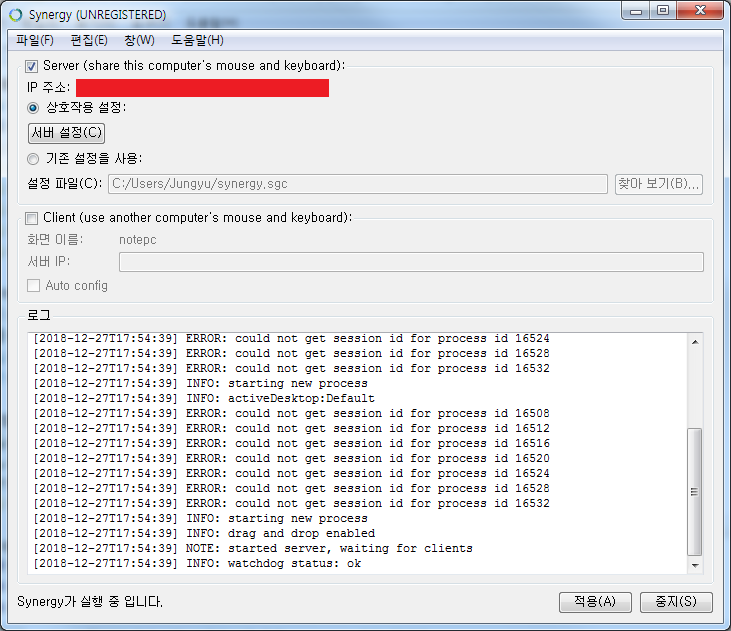 Synergy (UNREGISTERED)
파일(F) 편집(E) 창(W) 도움말(H)
Server (share this computer's mouse and keyboard):
IP 주소:
상호작용 설정:
서버 설정(C)
기존 설정을 사용:
설정 파일(C): C:/Users/Jungyu/synergy.sgc 찾아 보기(B)...
Client (use another computer's mouse and keyboard):
화면 이름: notepc
서버 IP:
Auto config
로그
[2018-12-27T17:54:39] ERROR: could not get session id for process id 16524
[2018-12-27T17:54:39] ERROR: could not get session id for process id 16528
[2018-12-27T17:54:39] ERROR: could not get session id for process id 16532
[2018-12-27T17:54:39] INFO: starting new process
[2018-12-27T17:54:39] INFO: activeDesktop:Default
[2018-12-27T17:54:39] ERROR: could not get session id for process id 16508
[2018-12-27T17:54:39] ERROR: could not get session id for process id 16512
[2018-12-27T17:54:39] ERROR: could not get session id for process id 16516
[2018-12-27T17:54:39] ERROR: could not get session id for process id 16520
[2018-12-27T17:54:39] ERROR: could not get session id for process id 16524
[2018-12-27T17:54:39] ERROR: could not get session id for process id 16528
[2018-12-27T17:54:39] ERROR: could not get session id for process id 16532
[2018-12-27T17:54:39] INFO: starting new process
[2018-12-27T17:54:39] INFO: drag and drop enabled
[2018-12-27T17:54:39] NOTE: started server, waiting for clients
[2018-12-27T17:54:39] INFO: watchdog status: ok
Synergy가 실행 중 입니다. 적용(A) 중지(S)